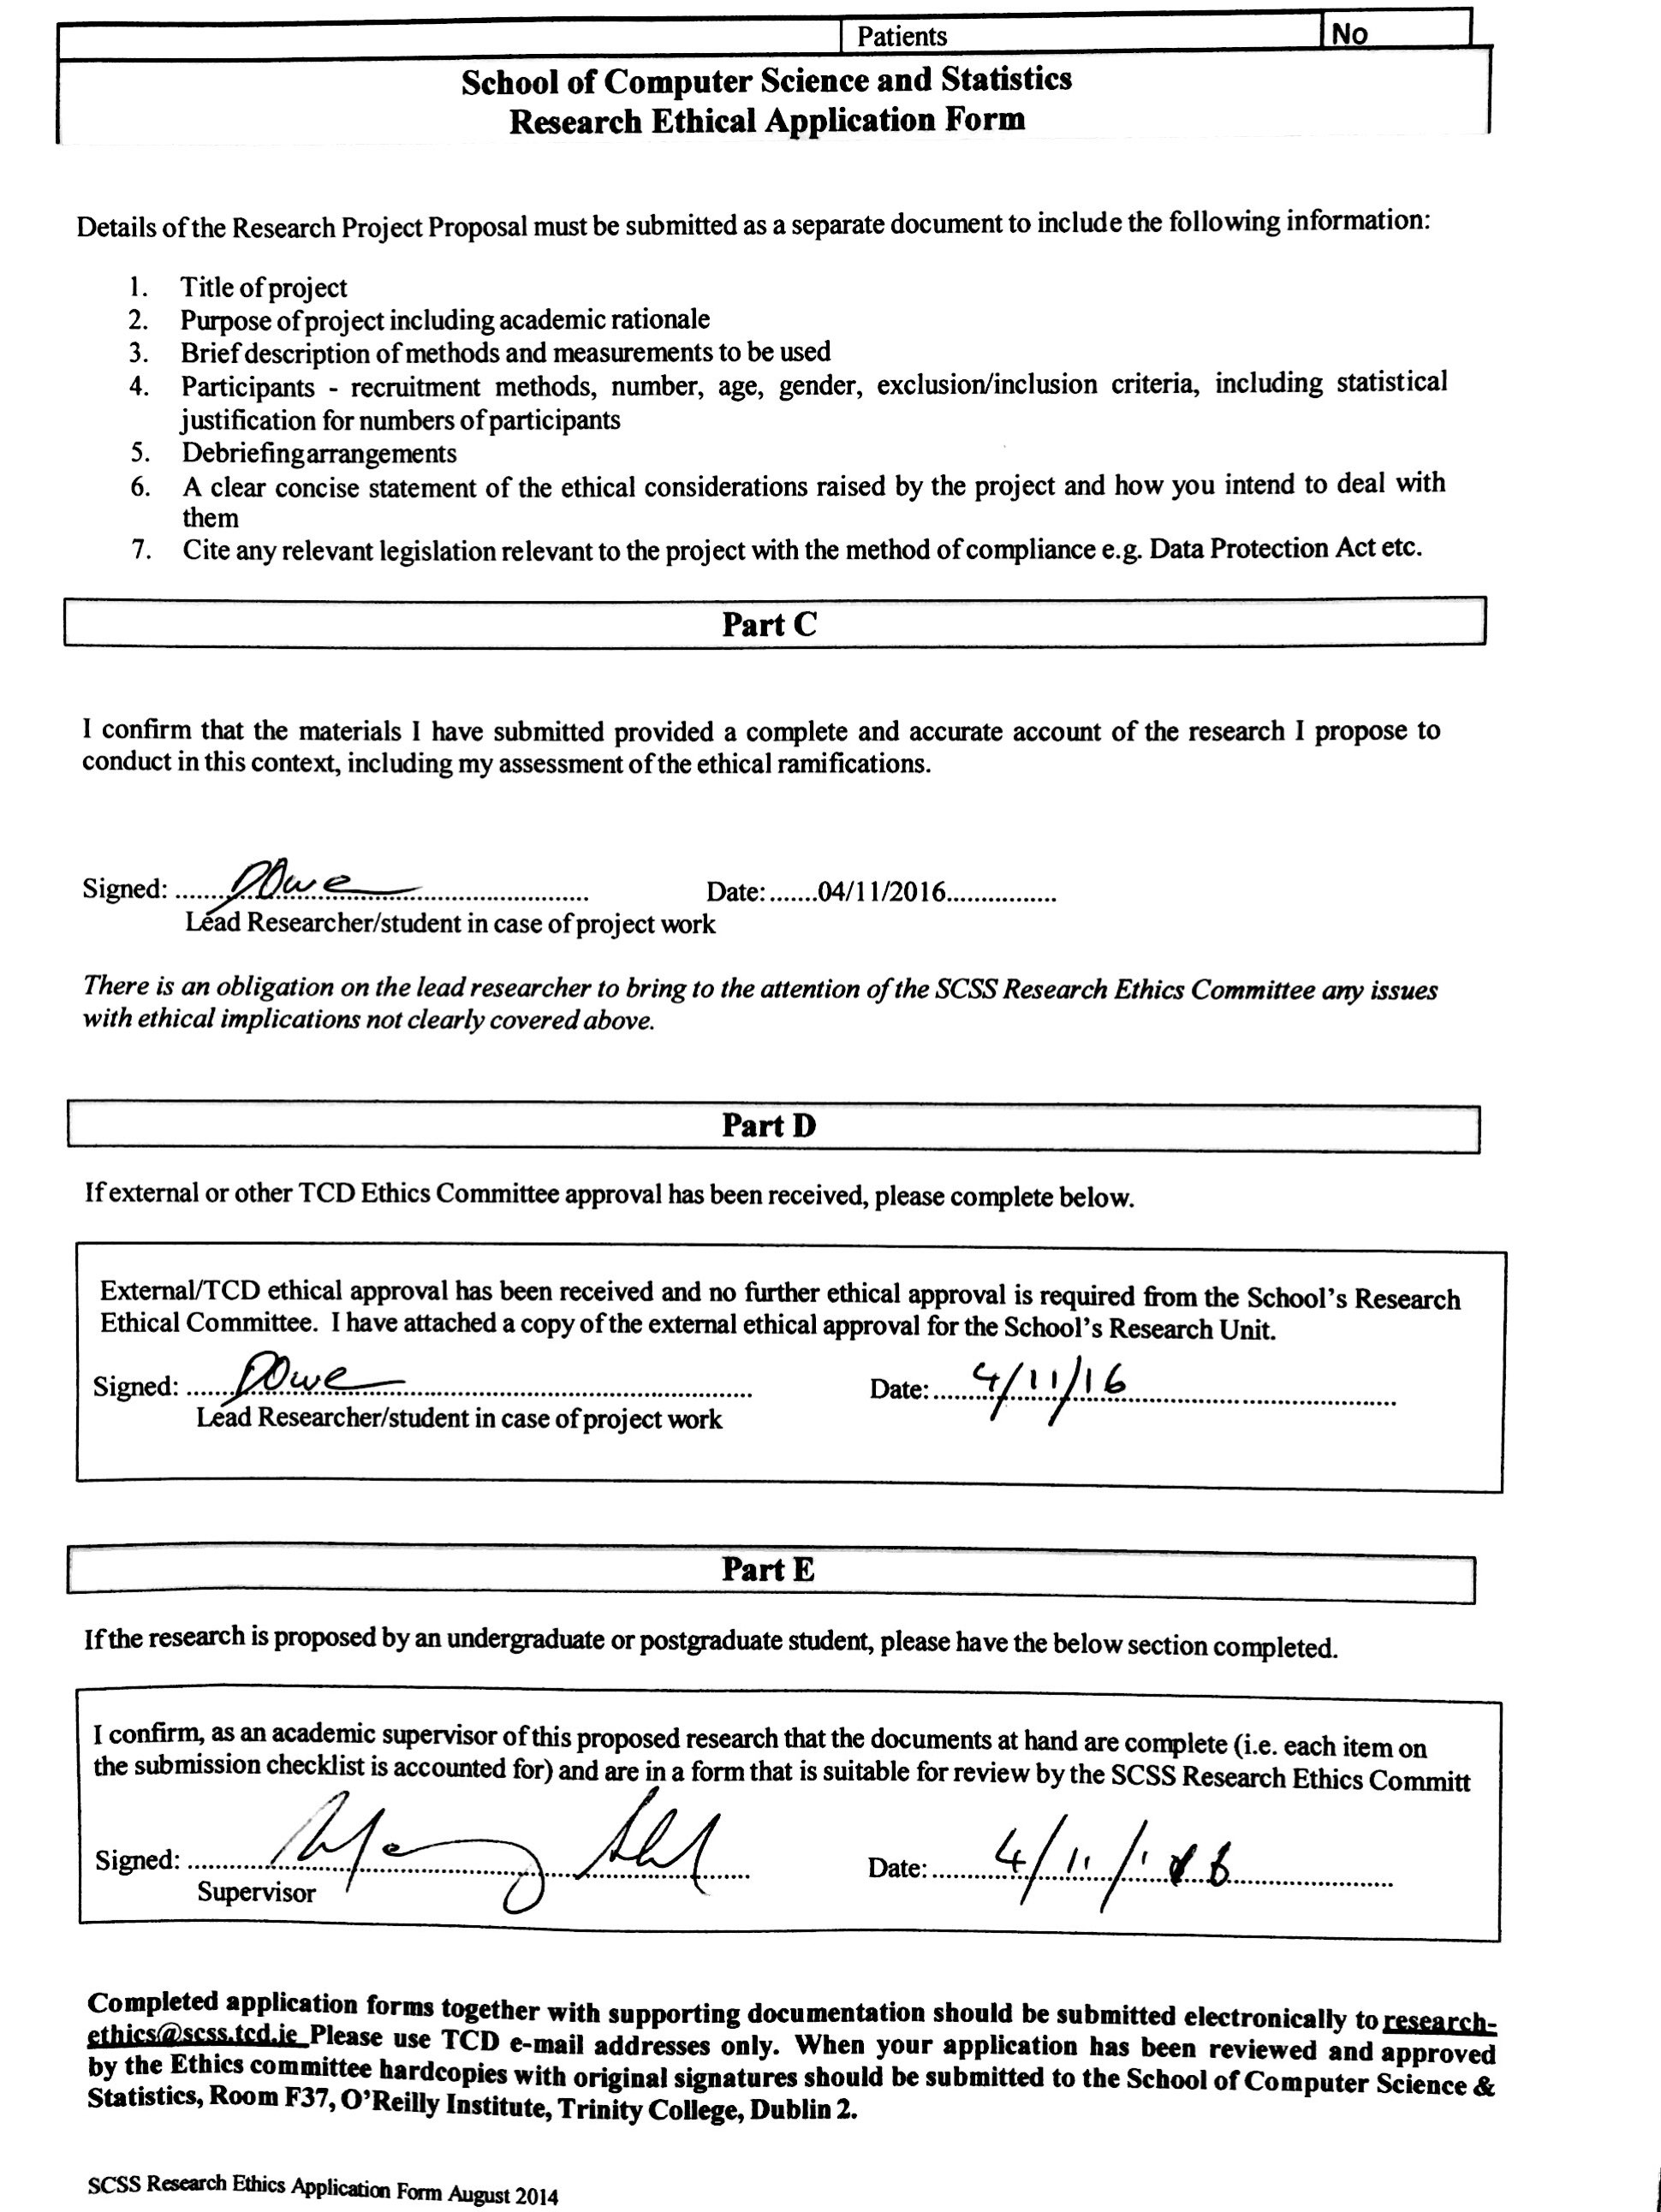 Patients No
School of Computer Science and Statistics
Research Ethical Application Form
Details of the Research Project Proposal must be submitted as a separate document to include the following information:
1. Title of project
2. Purpose of project including academic rationale
3. Brief description of methods and measurements to be used
4. Participants - recruitment methods, number, age, gender, exclusion/inclusion criteria, including statistical
justification for numbers of participants
5. Debriefing arrangements
6. A clear concise statement of the ethical considerations raised by the project and how you intend to deal with
them
7. Cite any relevant legislation relevant to the project with the method of compliance e.g. Data Protection Act etc.
Part C
I confirm that the materials I have submitted provided a complete and accurate account of the research I propose to
conduct in this context, including my assessment of the ethical ramifications.
Signed: ................................ Date: .......04/11/2016................
Lead Researcher/student in case of project work
There is an obligation on the lead researcher to bring to the attention of the SCSS Research Ethics Committee any issues
with ethical implications not clearly covered above.
Part D
If external or other TCD Ethics Committee approval has been received, please complete below.
External/TCD ethical approval has been received and no further ethical approval is required from the School's Research
Ethical Committee. I have attached a copy of the external ethical approval for the School's Research Unit.
Signed: ................................ Date: 4/11/16
Lead Researcher/student in case of project work
Part E
If the research is proposed by an undergraduate or postgraduate student, please have the below section completed.
I confirm, as an academic supervisor of this proposed research that the documents at hand are complete (i.e. each item on
the submission checklist is accounted for) and are in a form that is suitable for review by the SCSS Research Ethics Committ
Signed: ................................ Date: 4/11/
Supervisor
Completed application forms together with supporting documentation should be submitted electronically to research-
ethics@scss.tcd.ie Please use TCD e-mail addresses only. When your application has been reviewed and approved
by the Ethics committee hardcopies with original signatures should be submitted to the School of Computer Science &
Statistics, Room F37, O'Reilly Institute, Trinity College, Dublin 2.
SCSS Research Ethics Application Form August 2014